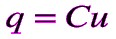 q = Cu